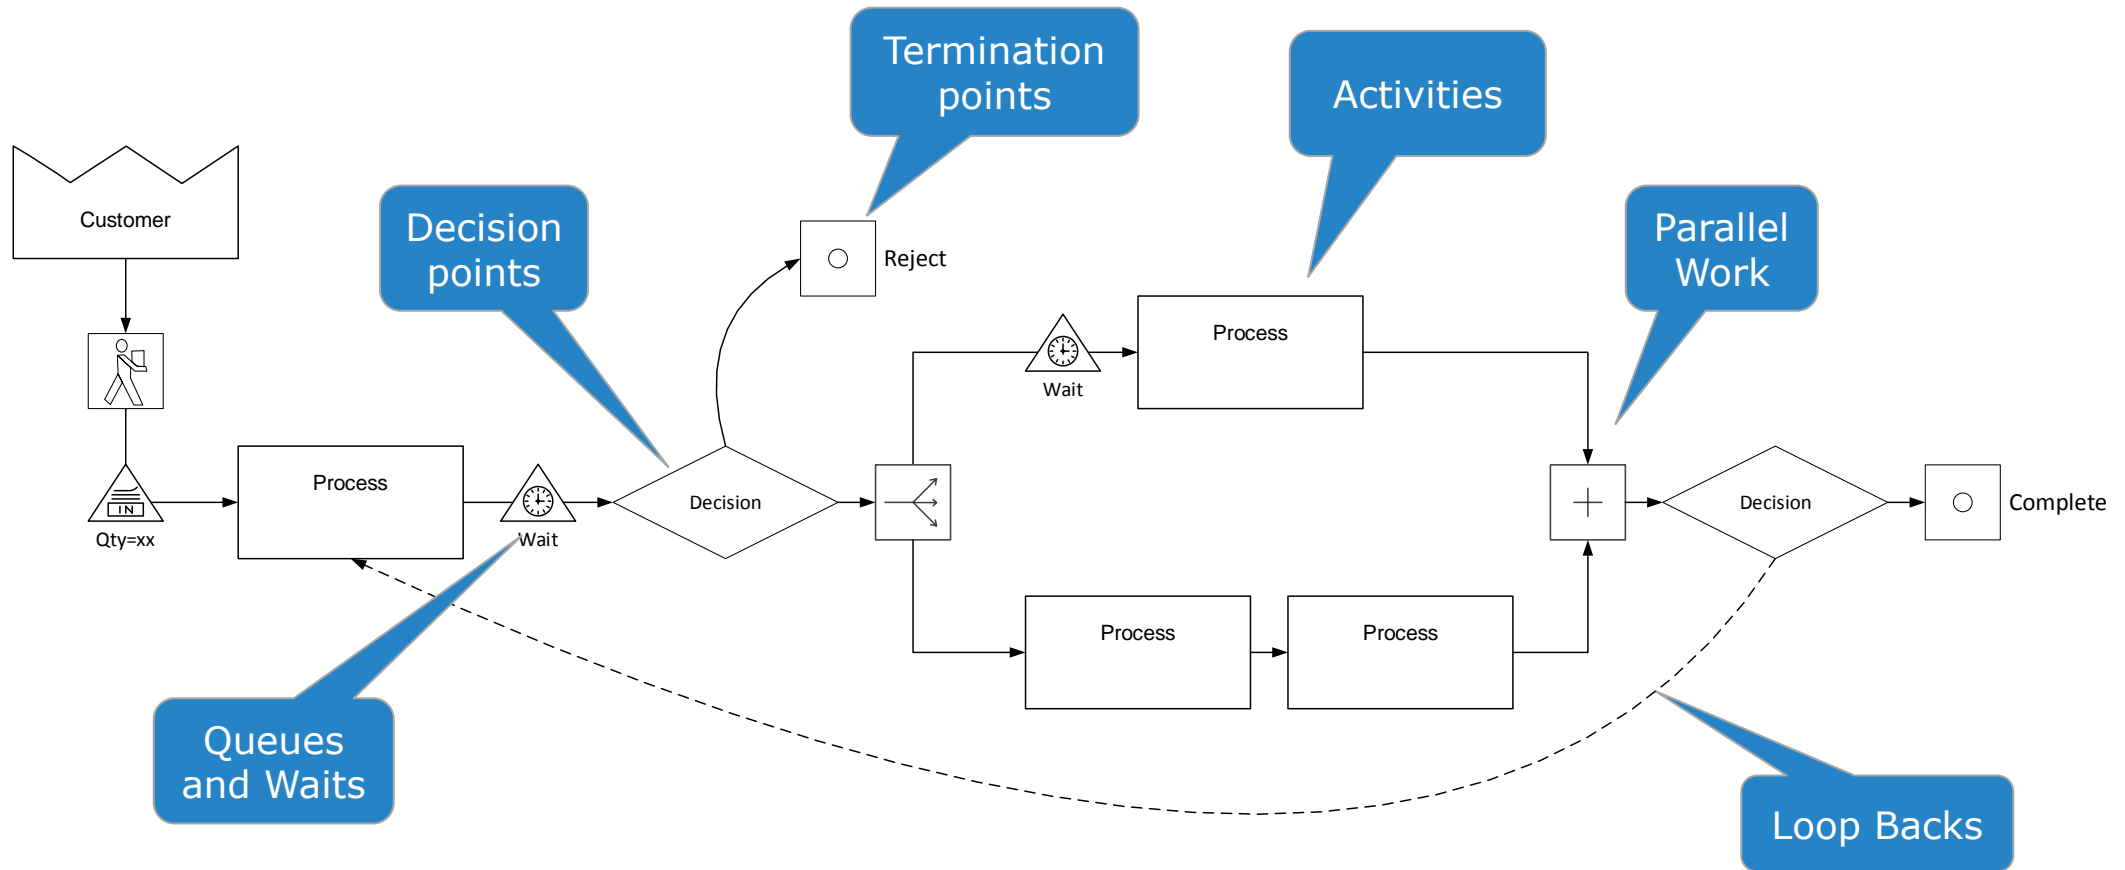 Termination
points
Activities
Customer
Decision
points
Parallel
Work
Reject
Process
Wait
IN
Qty=xx
Process
Wait
Decision
Decision
Complete
Process
Process
Queues
and Waits
Loop Backs